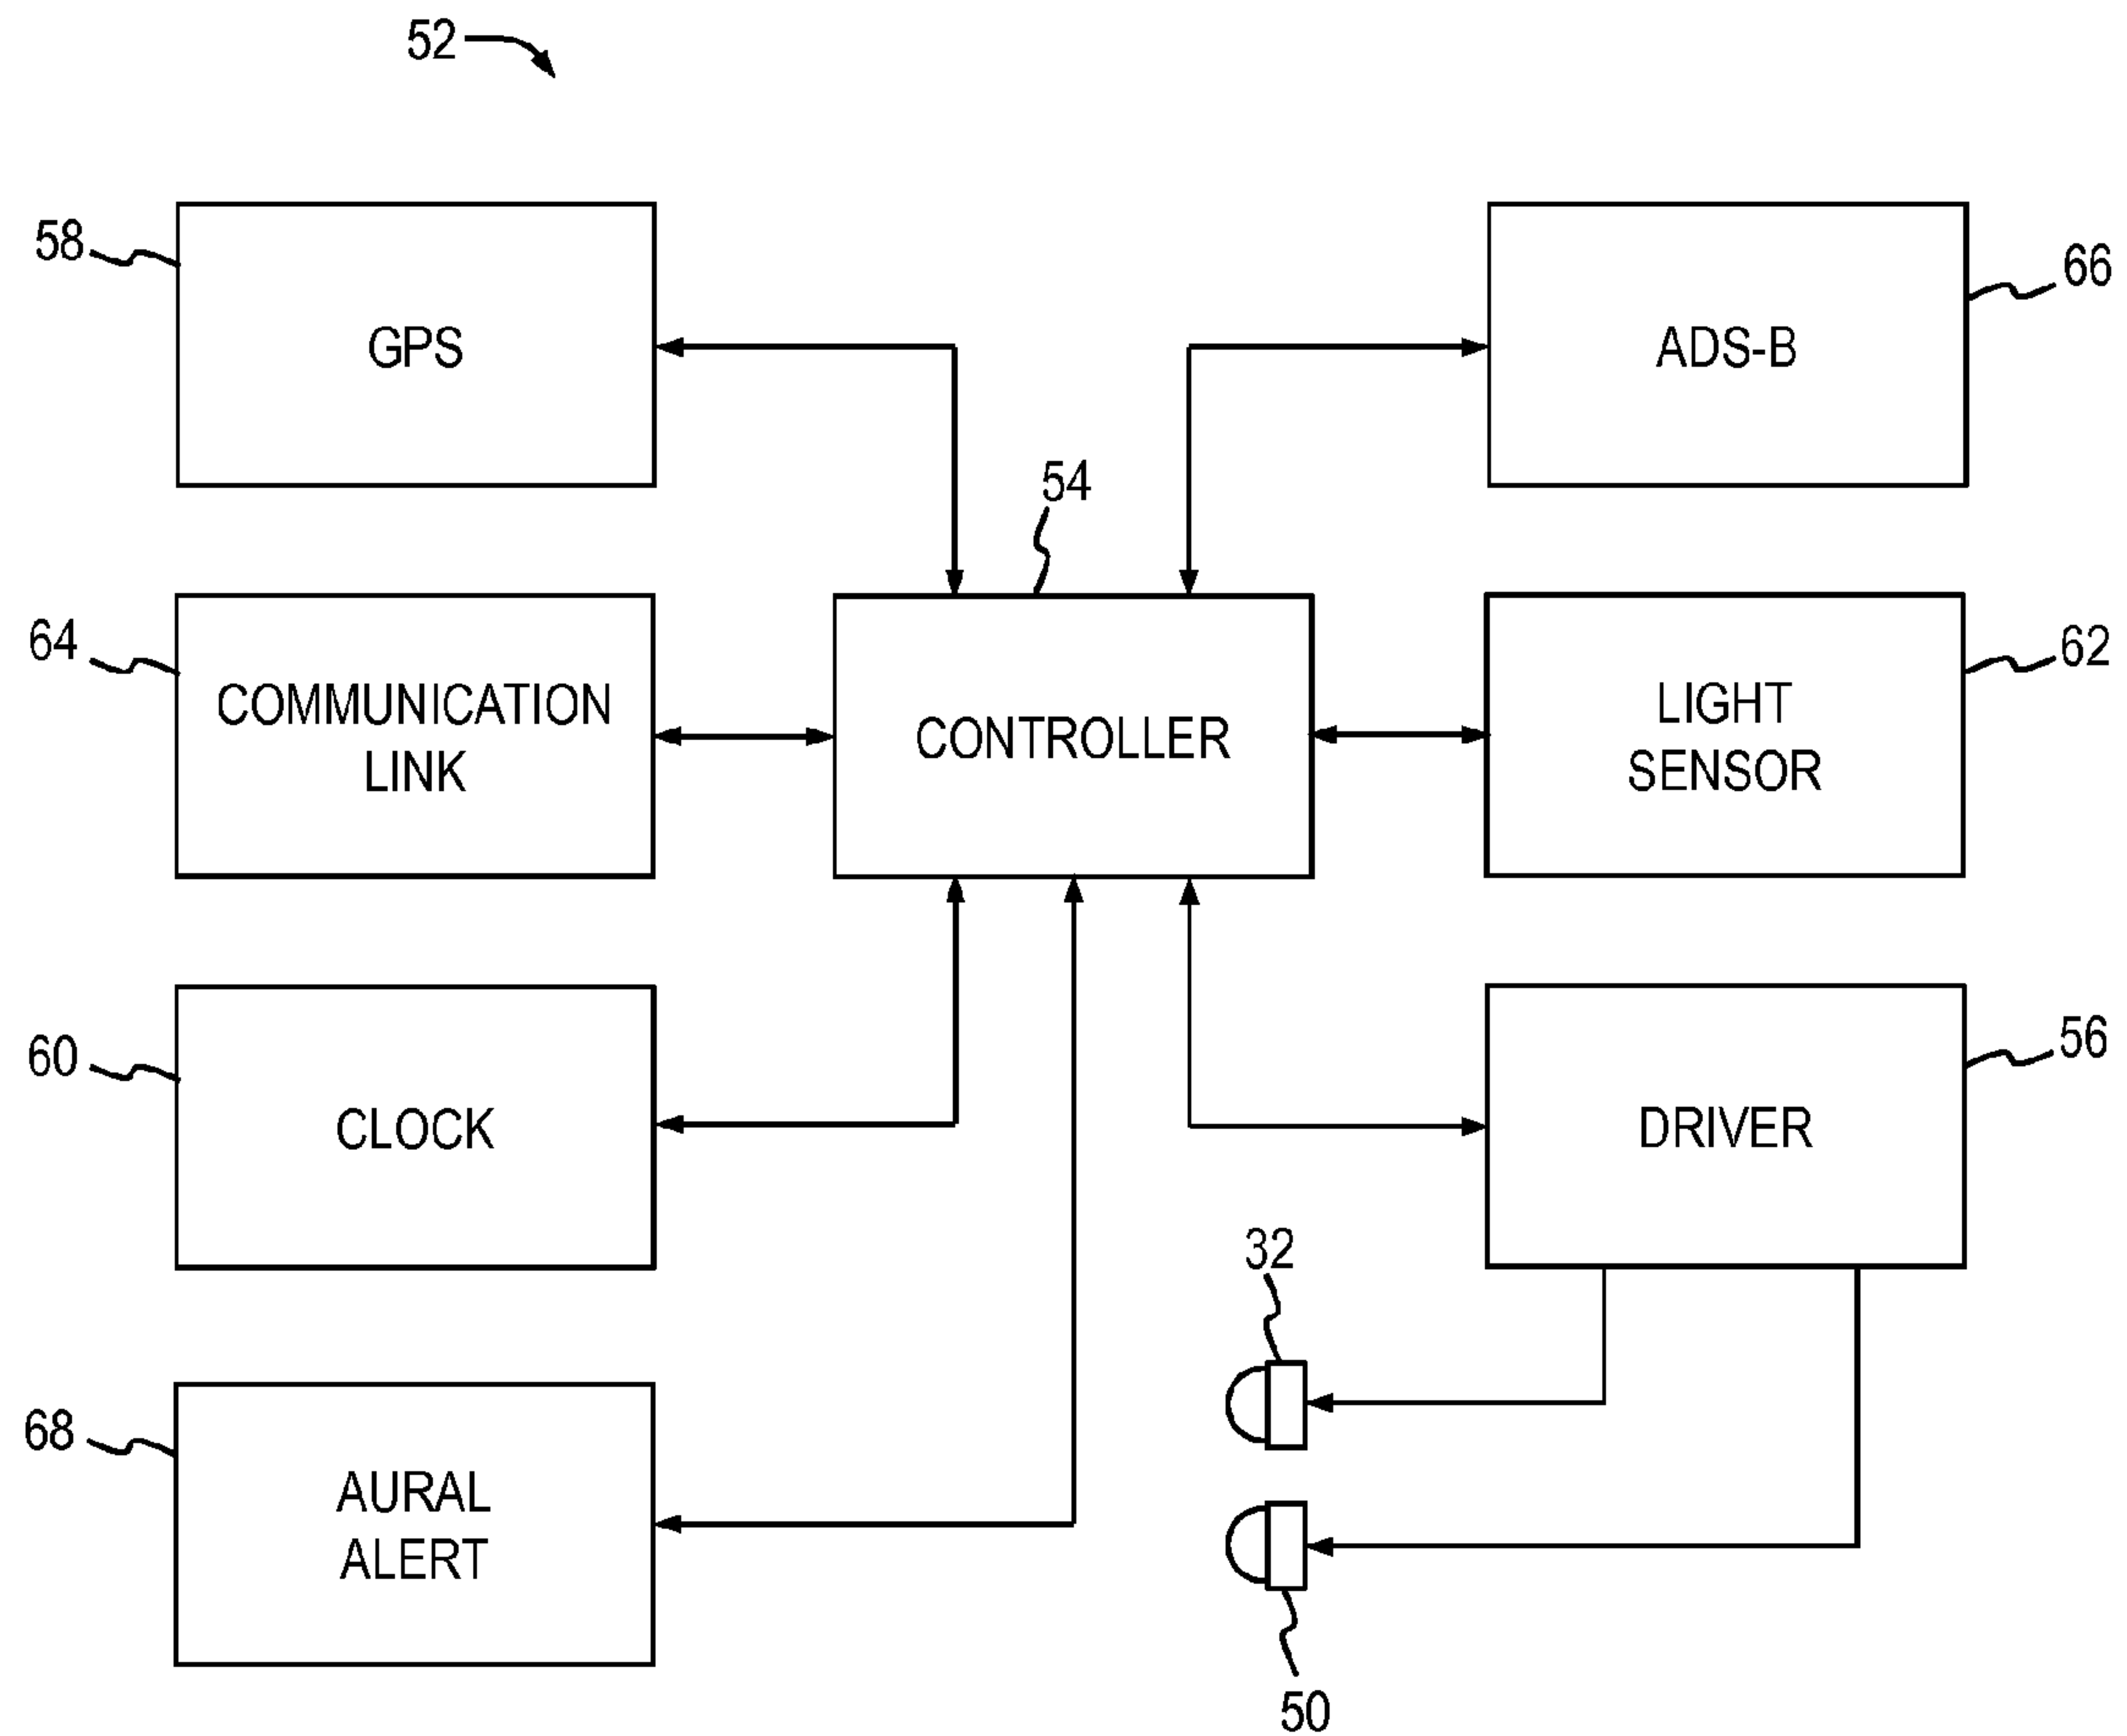 52
58
GPS
ADS-B
66
54
64
COMMUNICATION
LINK
CONTROLLER
LIGHT
SENSOR
62
60
CLOCK
DRIVER
56
32
68
AURAL
ALERT
50